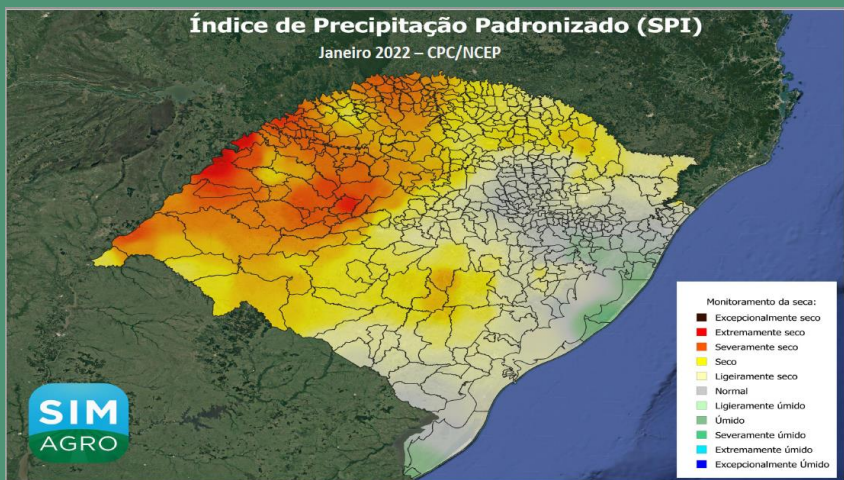 Índice de Precipitação Padronizado (SPI)
Janeiro 2022 – CPC/NCEP
Monitoramento da seca:
Excepcionalmente seco
Extremamente seco
Severamente seco
Seco
Ligeiramente seco
Normal
Ligieramente úmido
Úmido
Severamente úmido
Extremamente úmido
Excepcionalmente Úmido
SIM
AGRO